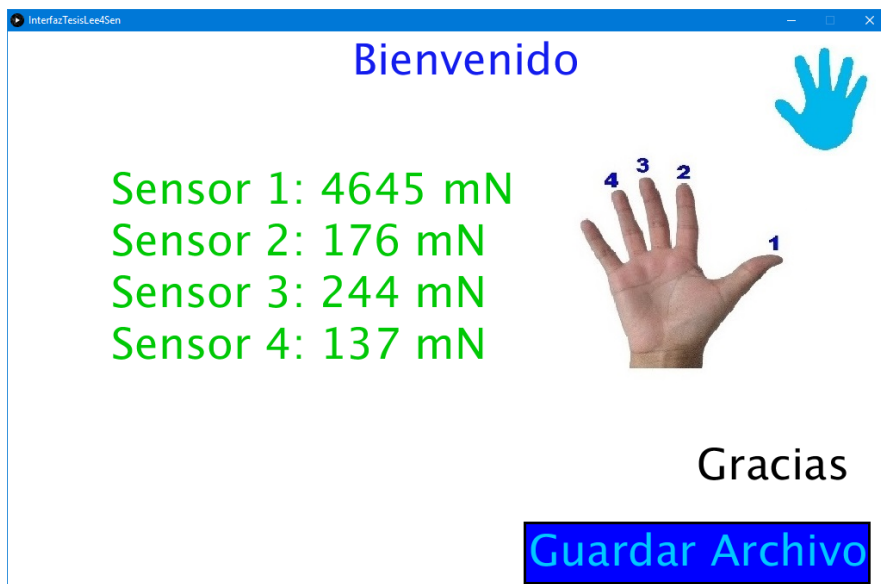 InterfazTesisLee4Sen
Bienvenido
Sensor 1: 4645 mN
Sensor 2: 176 mN
Sensor 3: 244 mN
Sensor 4: 137 mN
4 3 2
1
Gracias
Guardar Archivo